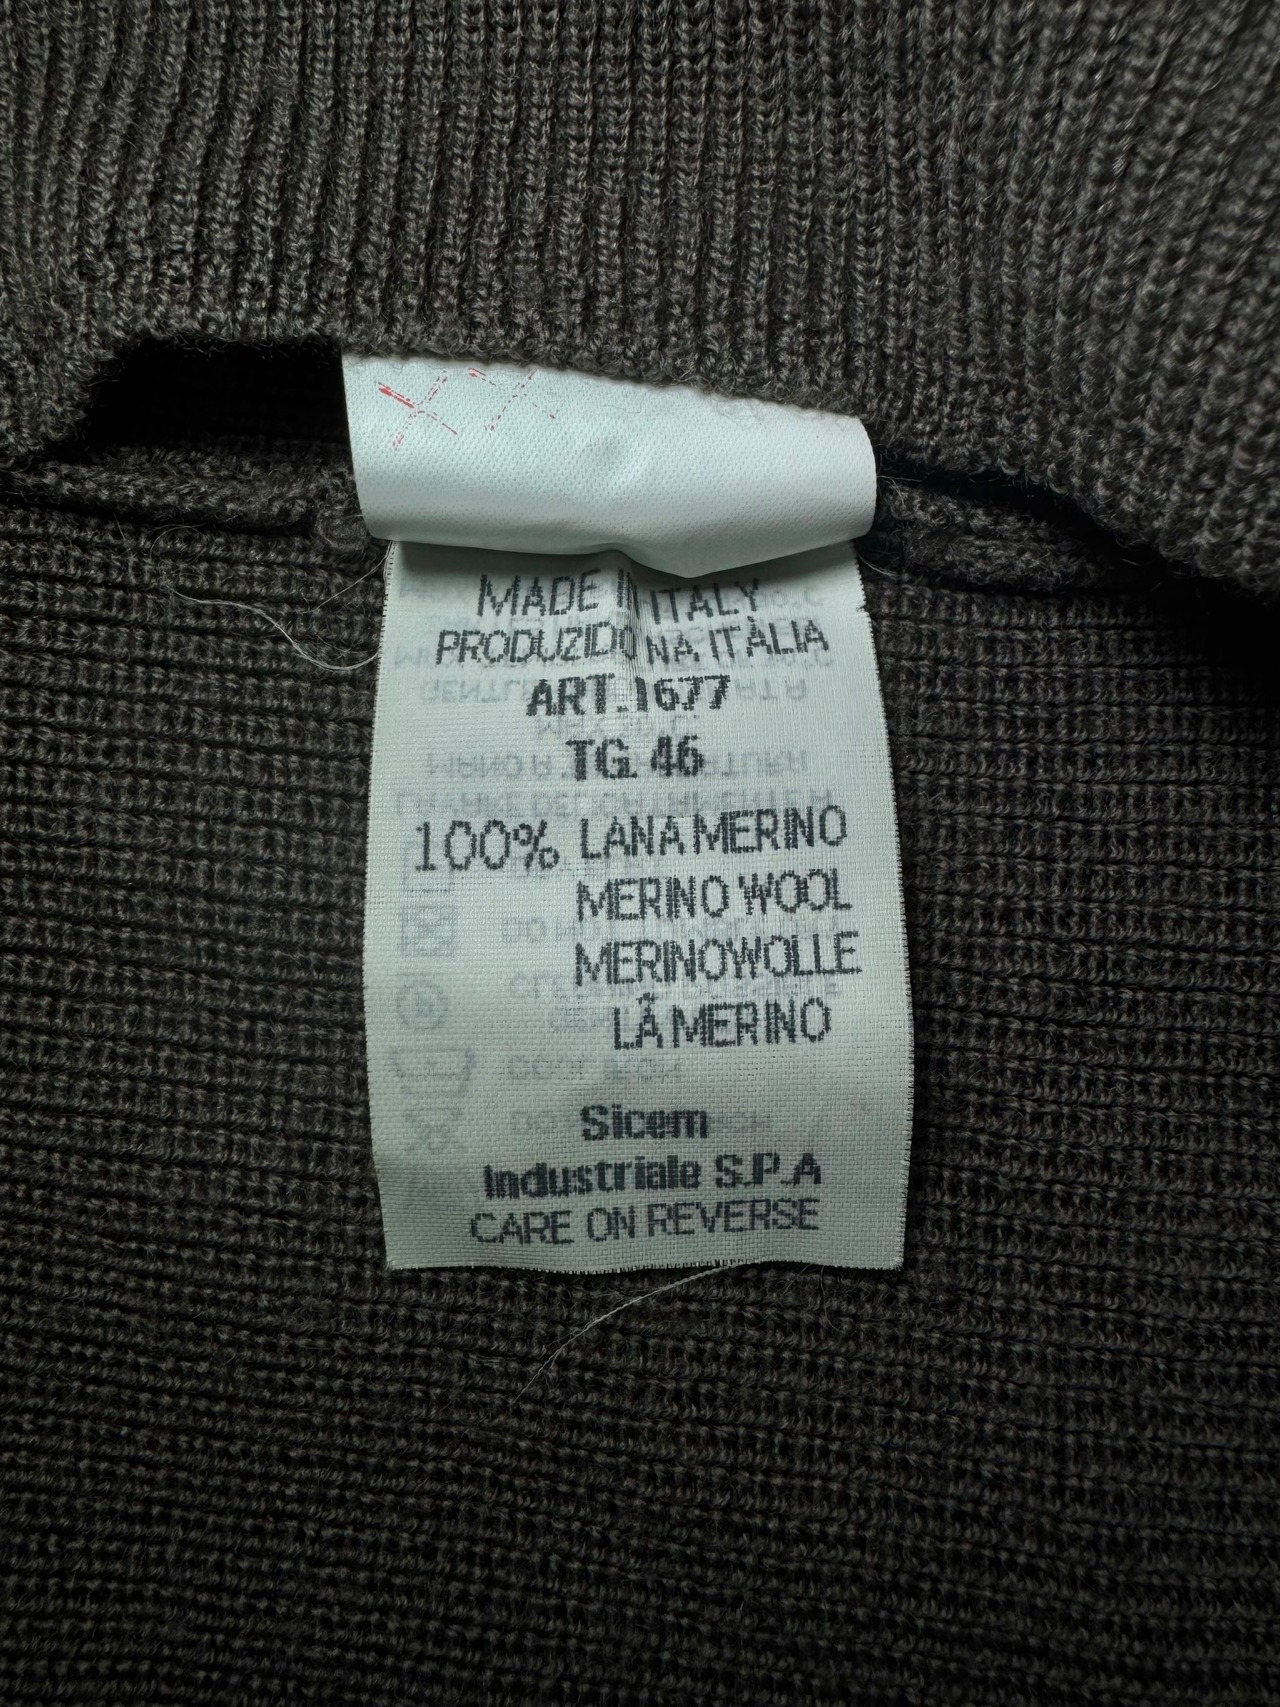 MADE IN ITALY
PRODUZIDO NA ITÀLIA
ART.1677
TG. 46
100% LANA MERINO
MERINO WOOL
MERINOWOLLE
LÃ MERINO
Sicem
Industriale S.P.A
CARE ON REVERSE